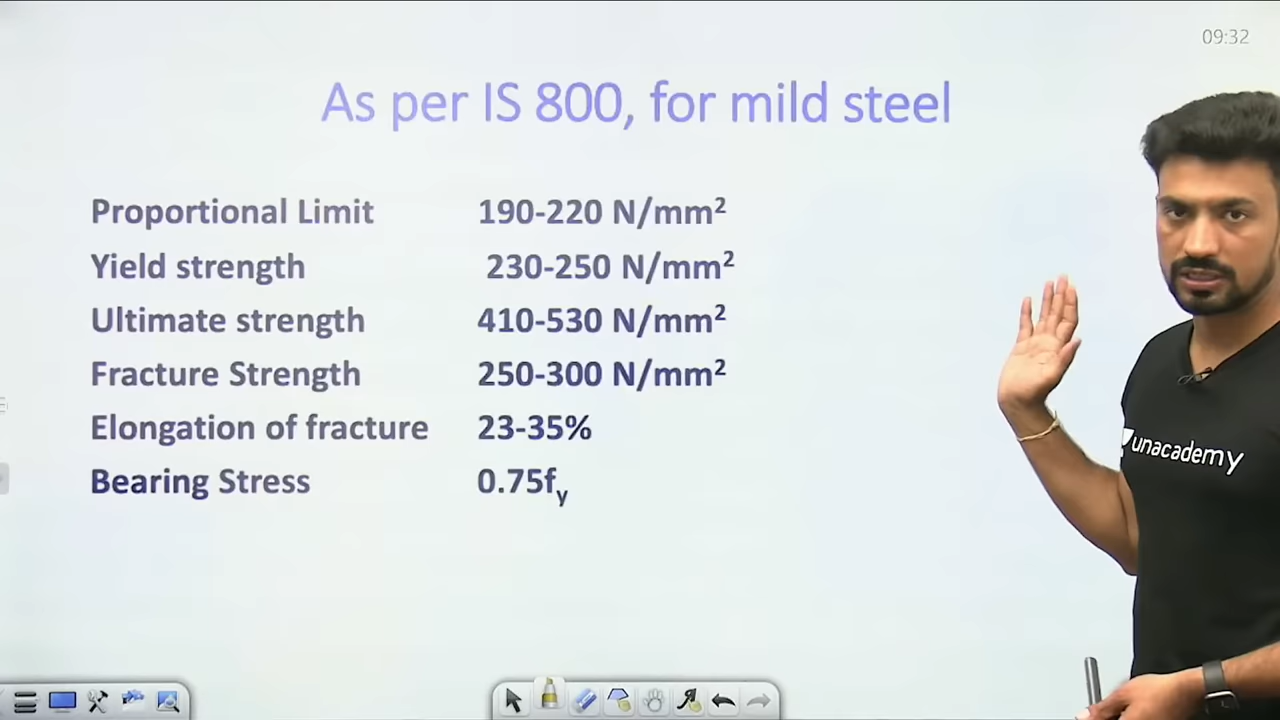 09:32
As per IS 800, for mild steel
Proportional Limit 190-220 N/mm²
Yield strength 230-250 N/mm²
Ultimate strength 410-530 N/mm²
Fracture Strength 250-300 N/mm²
Elongation of fracture 23-35%
Bearing Stress 0.75fy
unacademy